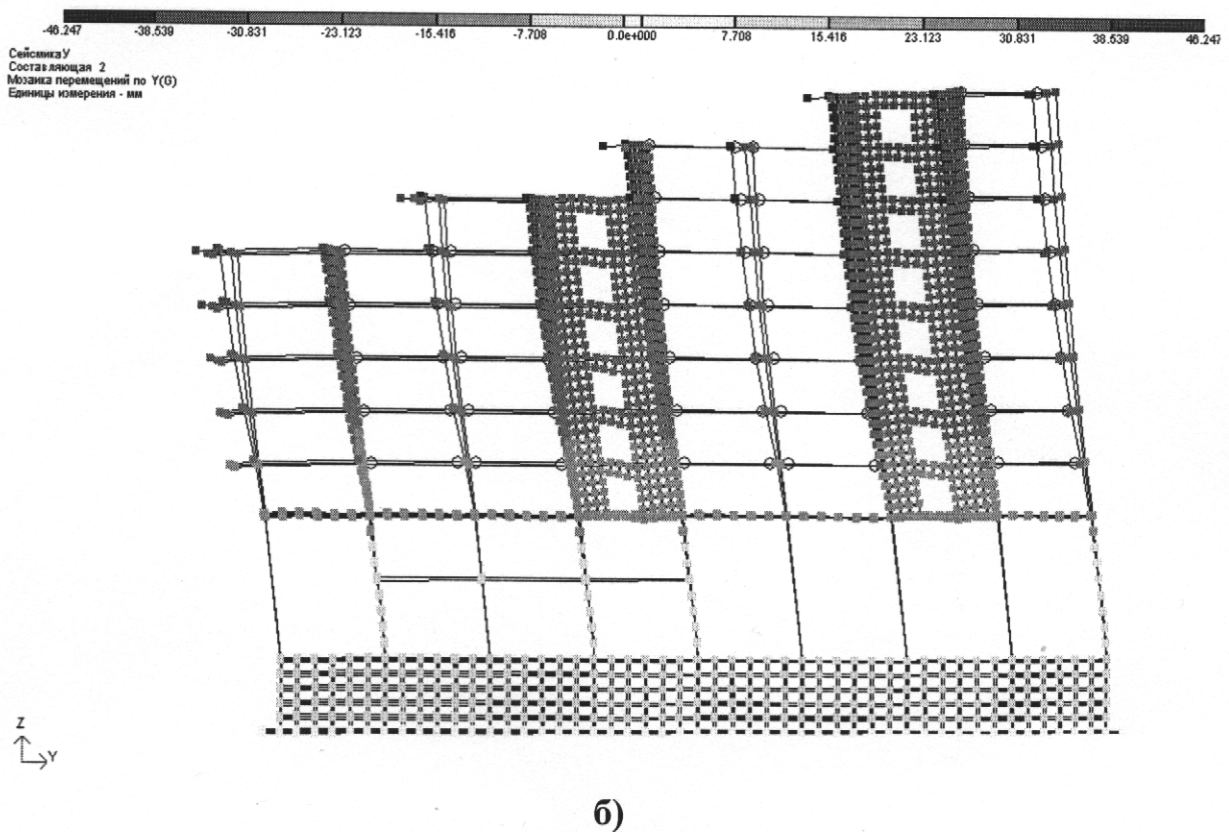 -46.247 -38.539 -30.831 -23.123 -15.416 -7.708 0.0e+000 7.708 15.416 23.123 30.831 38.539 46.247
СейсмикаУ
Составляющая 2
Мозаика перемещений по Y(G)
Единицы измерения - мм
Z
Y
б)